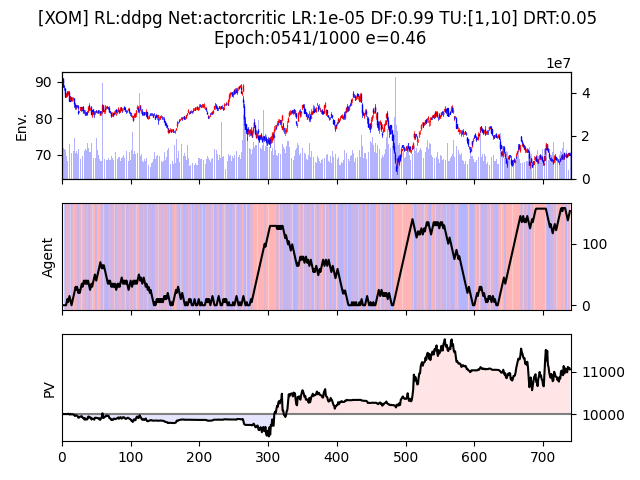 [XOM] RL:ddpg Net:actorcritic LR:1e-05 DF:0.99 TU:[1,10] DRT:0.05
Epoch:0541/1000 e=0.46
1e7
Env.
90
80
70
4
2
0
Agent
100
0
PV
11000
10000
0 100 200 300 400 500 600 700